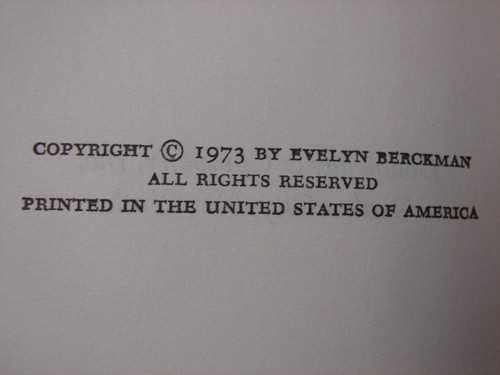 COPYRIGHT © 1973 BY EVELYN BERCKMAN
ALL RIGHTS RESERVED
PRINTED IN THE UNITED STATES OF AMERICA